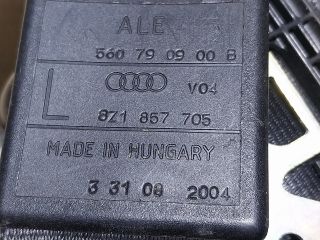 ALE
560 79 09 00 B
L
V04
8Z1 857 705
MADE IN HUNGARY
3 31 08 2004